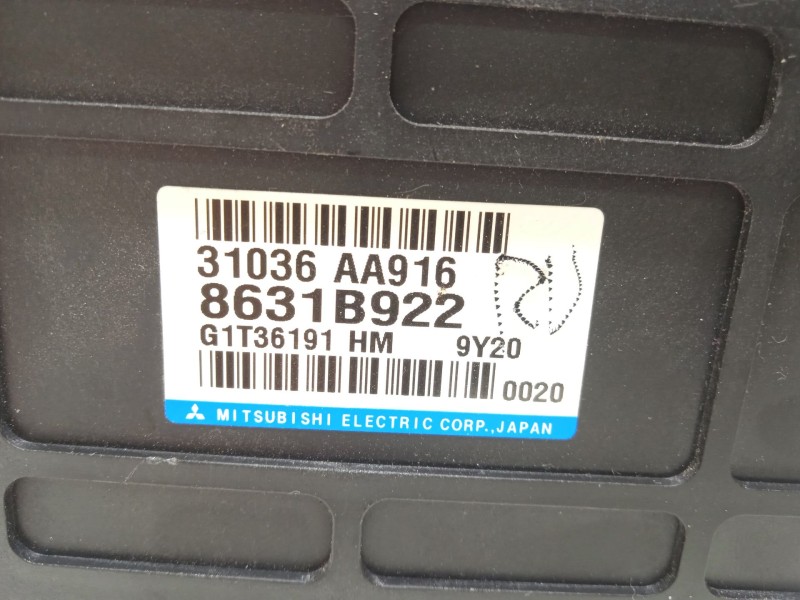 31036 AA916
8631B922
G1T36191 HM 9Y20
0020
MITSUBISHI ELECTRIC CORP., JAPAN